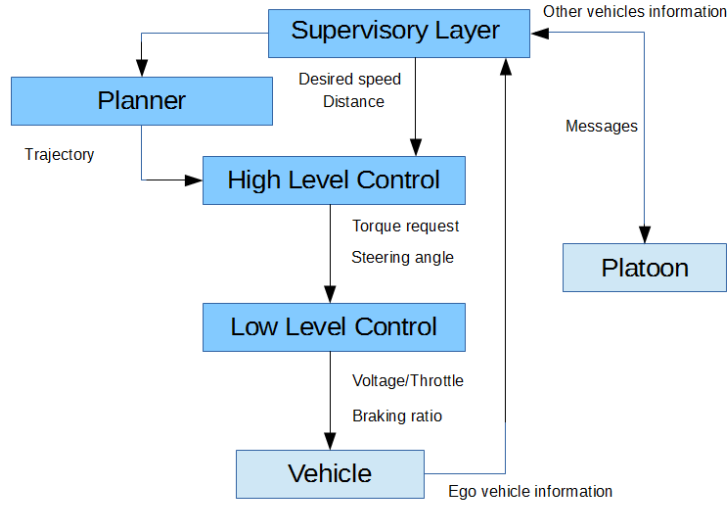 Other vehicles information
Supervisory Layer
Desired speed
Distance
Planner
Messages
Trajectory
High Level Control
Torque request
Steering angle
Platoon
Low Level Control
Voltage/Throttle
Braking ratio
Vehicle
Ego vehicle information